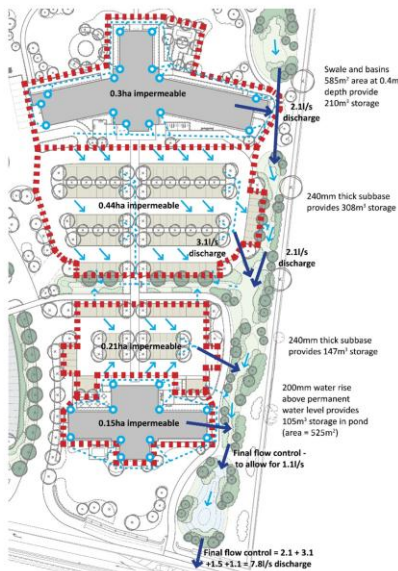 Swale and basins
585m² area at 0.4m
depth provide
210m³ storage
0.3ha impermeable
2.1l/s
discharge
240mm thick subbase
provides 308m³ storage
0.44ha impermeable
3.1l/s
discharge
2.1l/s
discharge
240mm thick subbase
provides 147m³ storage
0.21ha impermeable
200mm water rise
above permanent
water level provides
105m³ storage in pond
(area = 525m²)
0.15ha impermeable
Final flow control -
to allow for 1.1l/s
Final flow control = 2.1 + 3.1
+1.5 +1.1 = 7.8l/s discharge